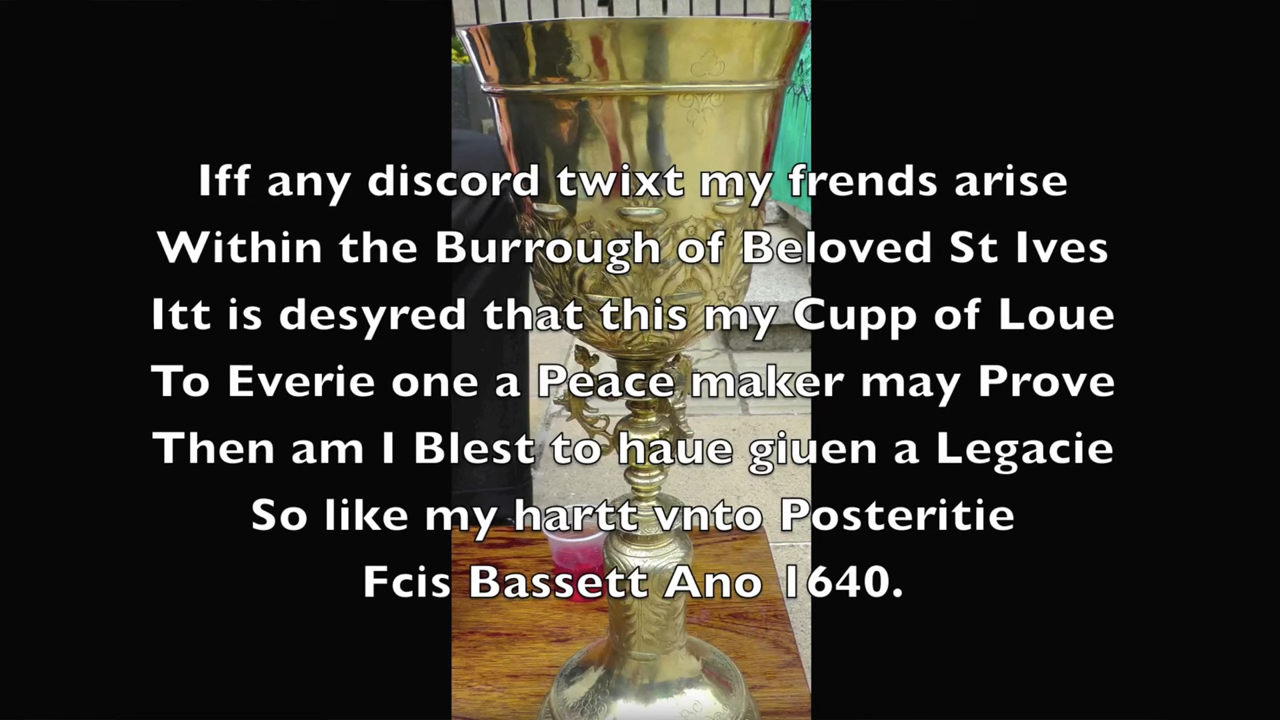 Iff any discord twixt my frends arise
Within the Burrough of Beloved St Ives
Itt is desyred that this my Cupp of Loue
To Everie one a Peace maker may Prove
Then am I Blest to haue giuen a Legacie
So like my hartt vnto Posteritie
Fcis Bassett Ano 1640.